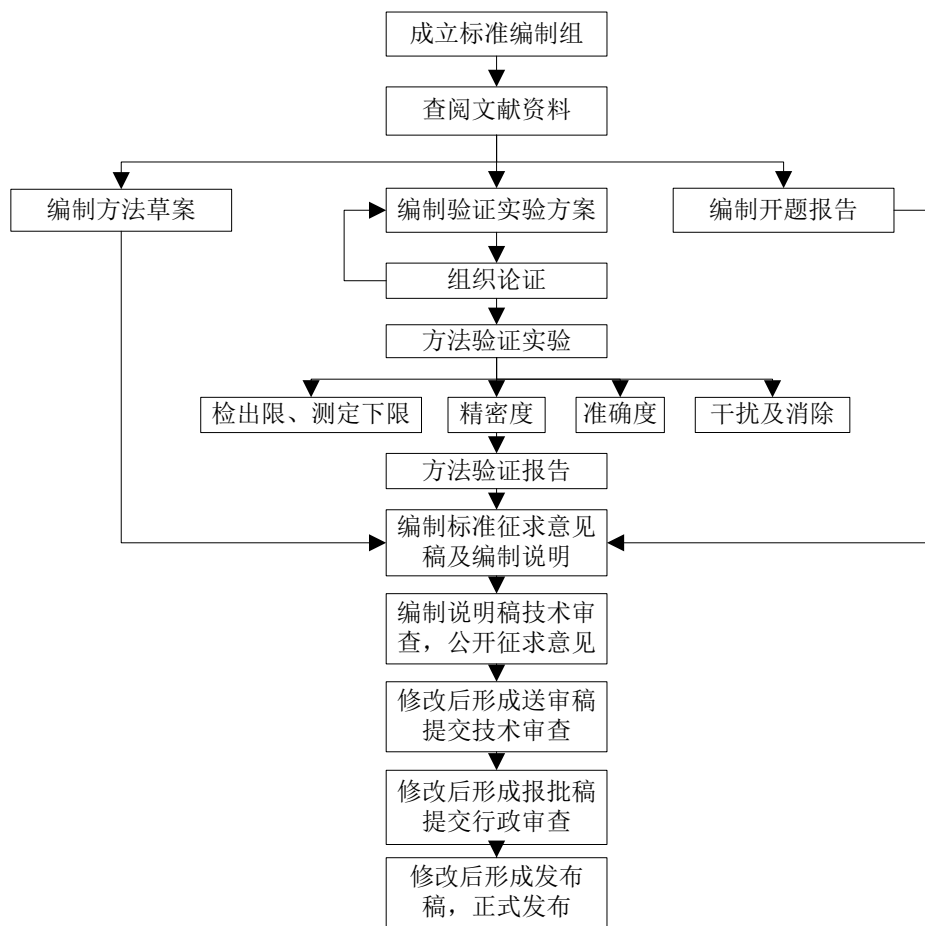 成立标准编制组
查阅文献资料
编制方法草案
编制验证实验方案
编制开题报告
组织论证
方法验证实验
检出限、测定下限
精密度
准确度
干扰及消除
方法验证报告
编制标准征求意见
稿及编制说明
编制说明稿技术审
查，公开征求意见
修改后形成送审稿
提交技术审查
修改后形成报批稿
提交行政审查
修改后形成发布
稿，正式发布